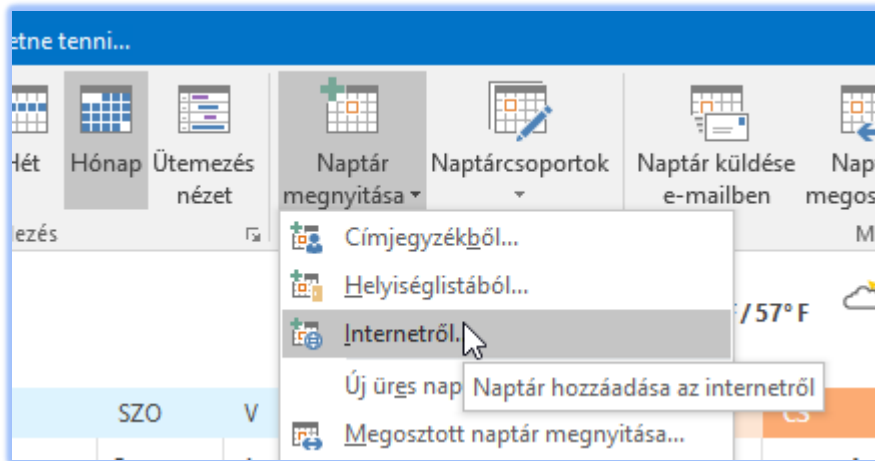 etne tenni...
Hét Hónap Ütemezés nézet
Naptár megnyitása
Naptárcsoportok
Naptár küldése e-mailben
Nap megos
ezés
M
Címjegyzékből...
Helyiséglistából...
/ 57° F
Internetről...
Új üres nap
Naptár hozzáadása az internetről
SZO V CS
Megosztott naptár megnyitása...